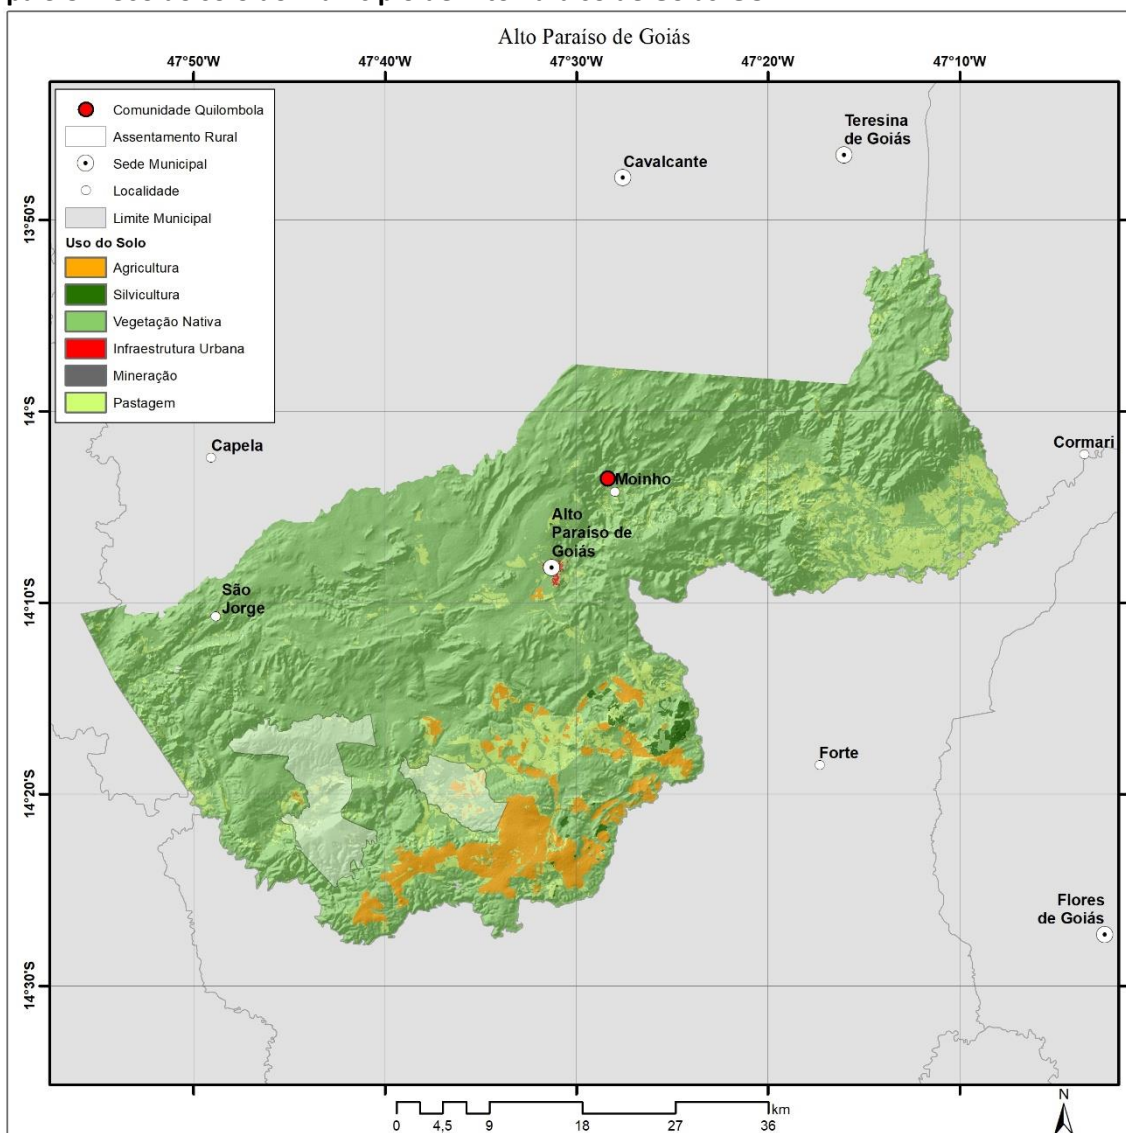 Alto Paraíso de Goiás
47°50'W
47°40'W
47°30'W
47°20'W
47°10'W
Comunidade Quilombola
Assentamento Rural
Sede Municipal
Localidade
Limite Municipal
Uso do Solo
Agricultura
Silvicultura
Vegetação Nativa
Infraestrutura Urbana
Mineração
Pastagem
Teresina
de Goiás
Cavalcante
13°50'S
14°S
Capela
Cormari
Moinho
Alto
Paraíso de
Goiás
São
Jorge
14°10'S
Forte
14°20'S
Flores
de Goiás
14°30'S
N
km
0 4,5 9 18 27 36